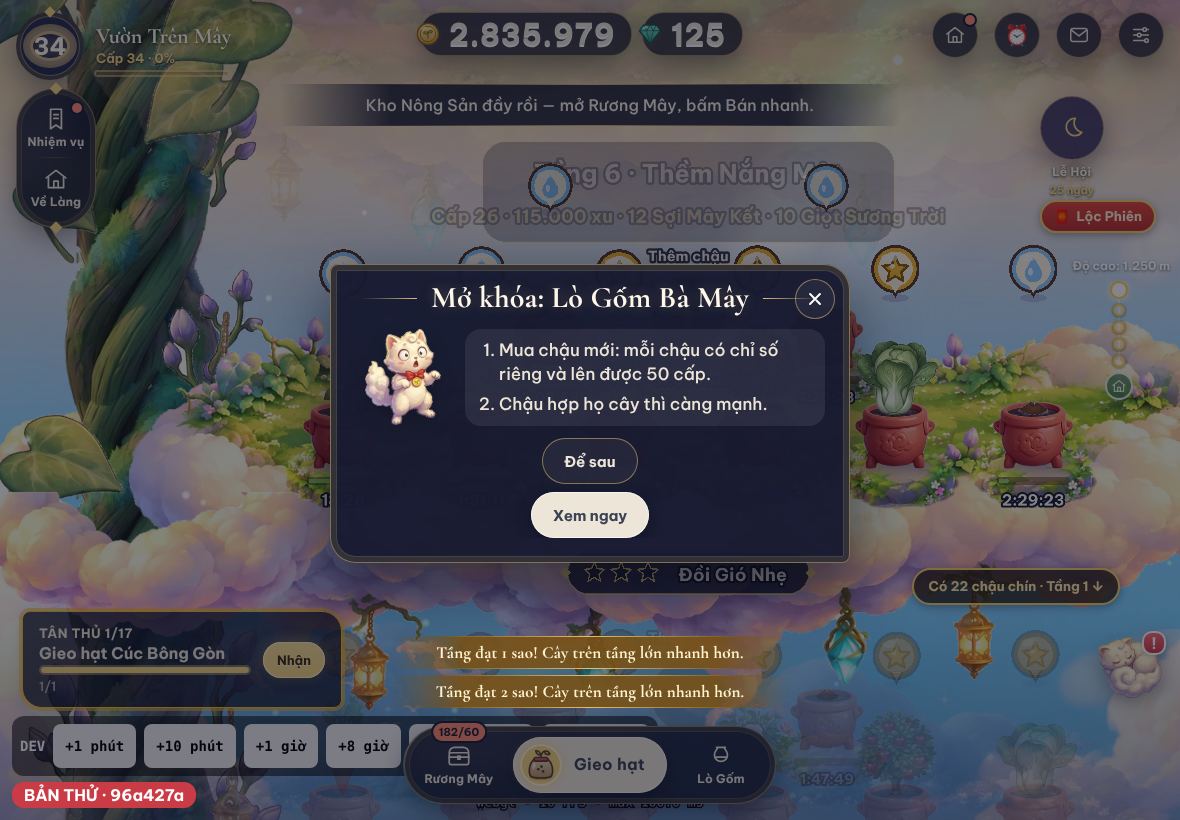 34
Vườn Trên Mây
Cấp 34 · 0%
2.835.979
125
Nhiệm vụ
Về Làng
Kho Nông Sản đầy rồi — mở Rương Mây, bấm Bán nhanh.
Tầng 6 · Thềm Nắng
Cấp 26 · 115.000 xu · 12 Sợi Mây Kết · 10 Giọt Sương Trời
Thêm chậu
Lễ Hội
25 ngày
Lộc Phiên
Độ cao: 1.250 m
Mở khóa: Lò Gốm Bà Mây
1. Mua chậu mới: mỗi chậu có chỉ số
riêng và lên được 50 cấp.
2. Chậu hợp họ cây thì càng mạnh.
Để sau
Xem ngay
2:29:23
Đồi Gió Nhẹ
Có 22 chậu chín · Tầng 1 ↓
TÂN THỦ 1/17
Gieo hạt Cúc Bông Gòn
Nhận
1/1
Tầng đạt 1 sao! Cây trên tầng lớn nhanh hơn.
Tầng đạt 2 sao! Cây trên tầng lớn nhanh hơn.
!
DEV
+1 phút
+10 phút
+1 giờ
+8 giờ
182/60
Rương Mây
Gieo hạt
Lò Gốm
1:47:49
BẢN THỬ · 96a427a